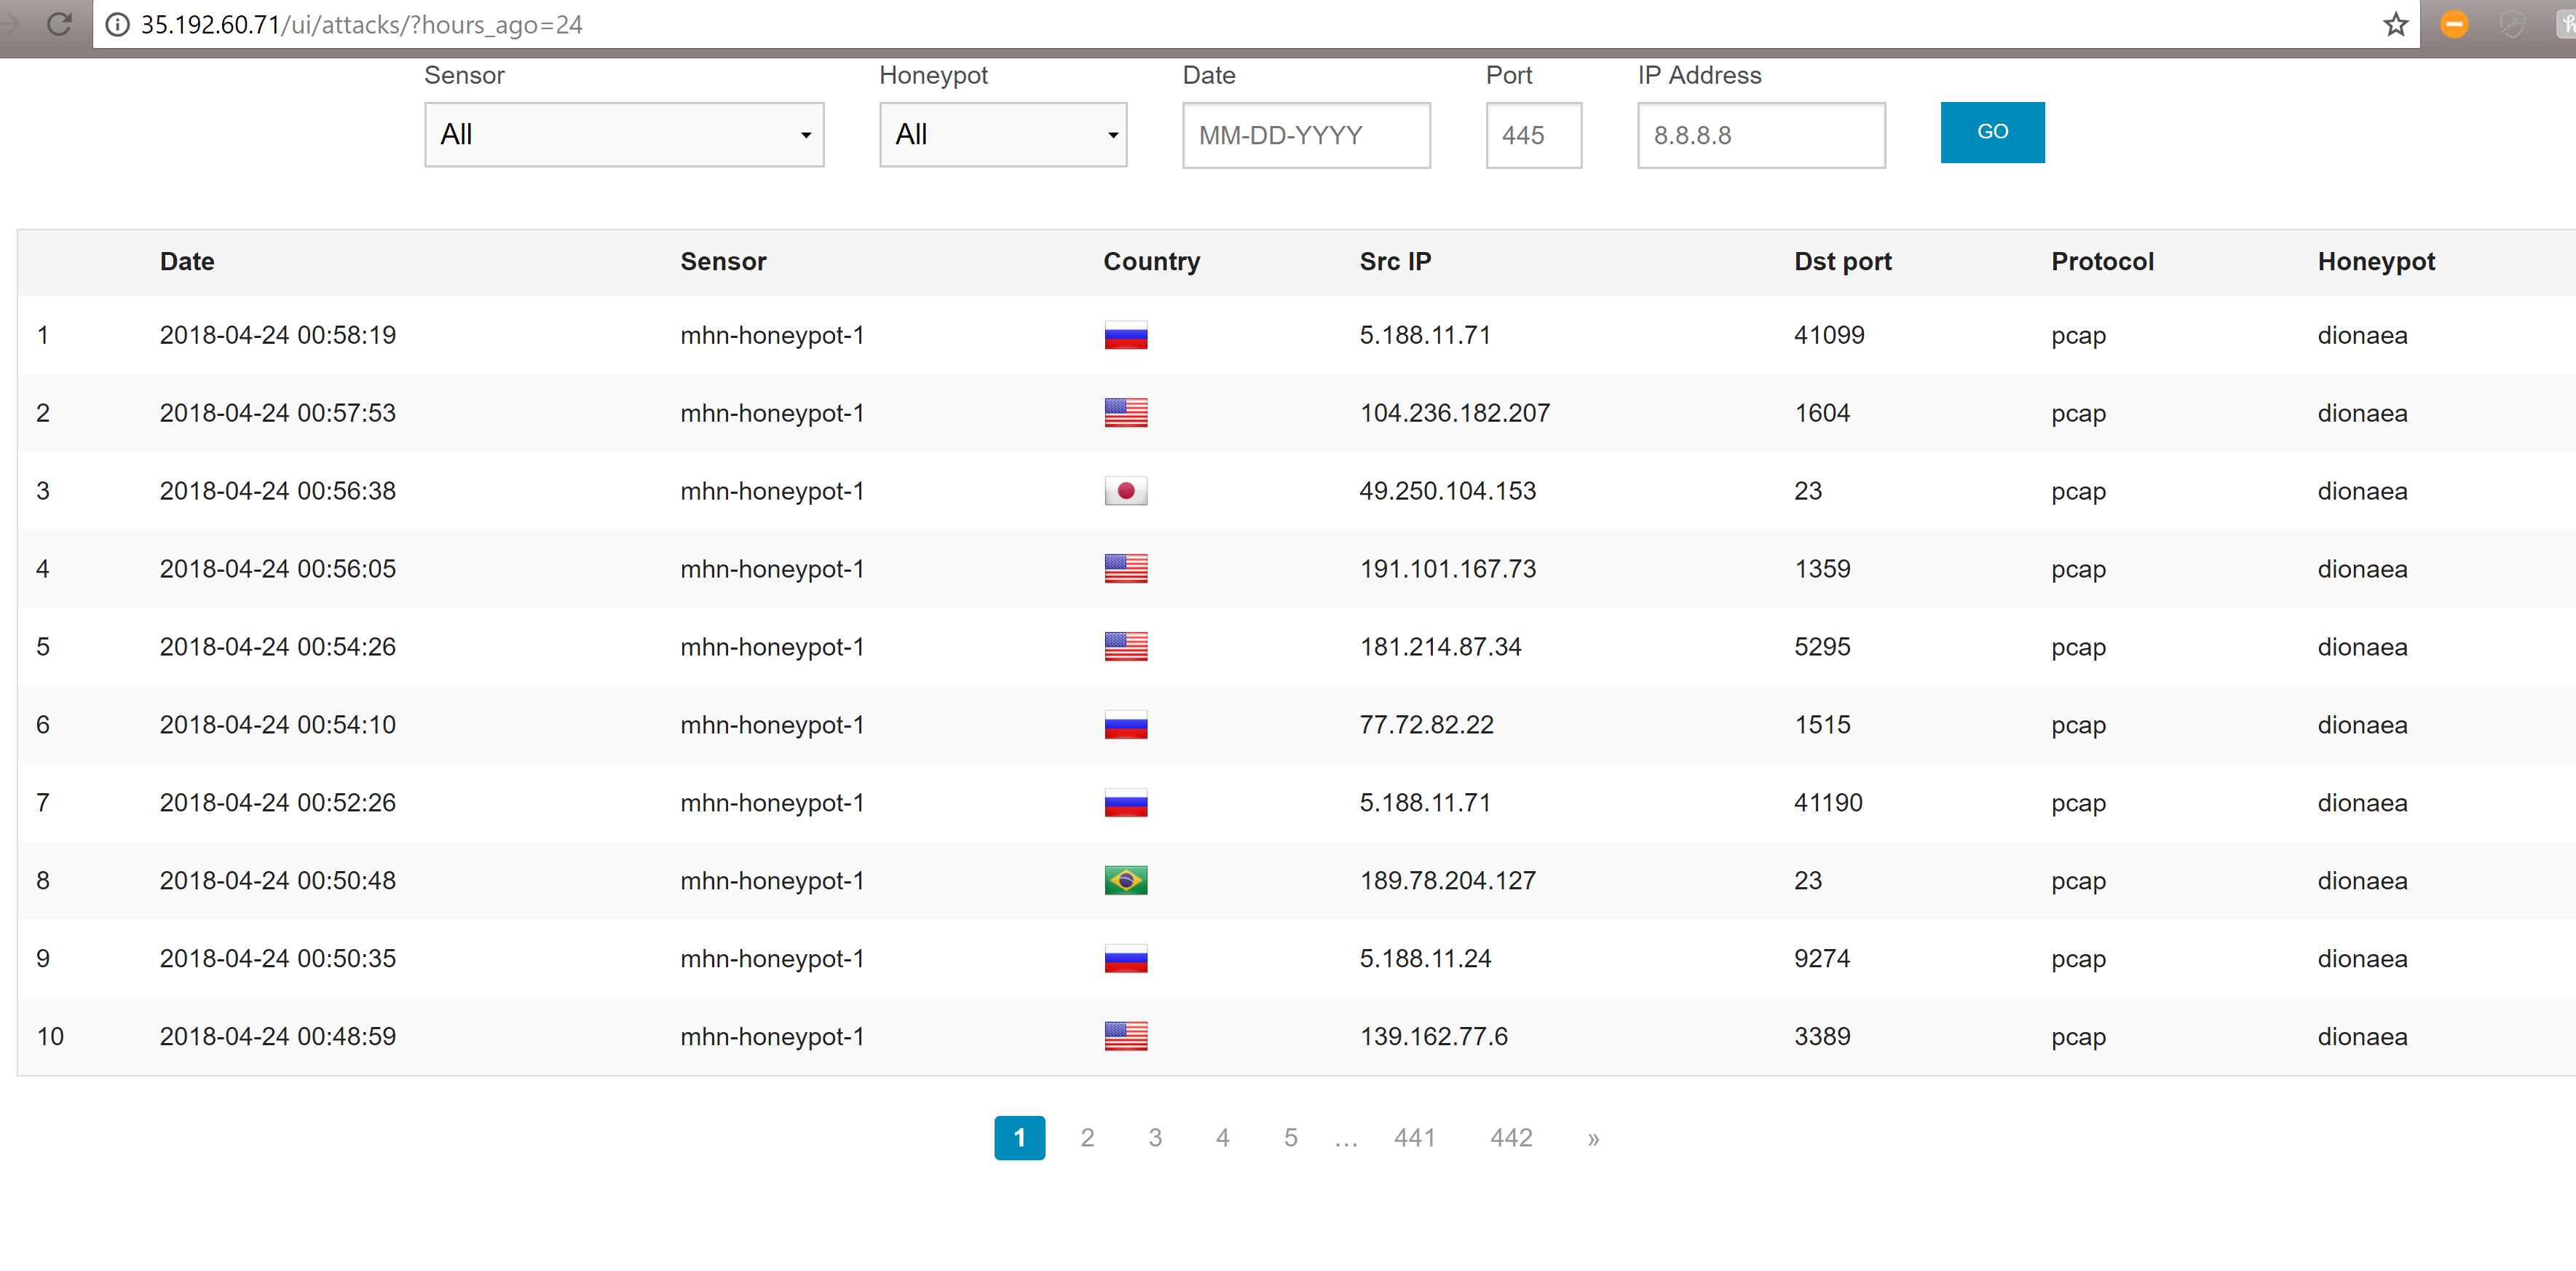 35.192.60.71/ui/attacks/?hours_ago=24
Sensor Honeypot Date Port IP Address
All All MM-DD-YYYY 445 8.8.8.8 GO
Date Sensor Country Src IP Dst port Protocol Honeypot
1 2018-04-24 00:58:19 mhn-honeypot-1 5.188.11.71 41099 pcap dionaea
2 2018-04-24 00:57:53 mhn-honeypot-1 104.236.182.207 1604 pcap dionaea
3 2018-04-24 00:56:38 mhn-honeypot-1 49.250.104.153 23 pcap dionaea
4 2018-04-24 00:56:05 mhn-honeypot-1 191.101.167.73 1359 pcap dionaea
5 2018-04-24 00:54:26 mhn-honeypot-1 181.214.87.34 5295 pcap dionaea
6 2018-04-24 00:54:10 mhn-honeypot-1 77.72.82.22 1515 pcap dionaea
7 2018-04-24 00:52:26 mhn-honeypot-1 5.188.11.71 41190 pcap dionaea
8 2018-04-24 00:50:48 mhn-honeypot-1 189.78.204.127 23 pcap dionaea
9 2018-04-24 00:50:35 mhn-honeypot-1 5.188.11.24 9274 pcap dionaea
10 2018-04-24 00:48:59 mhn-honeypot-1 139.162.77.6 3389 pcap dionaea
1 2 3 4 5 … 441 442 »